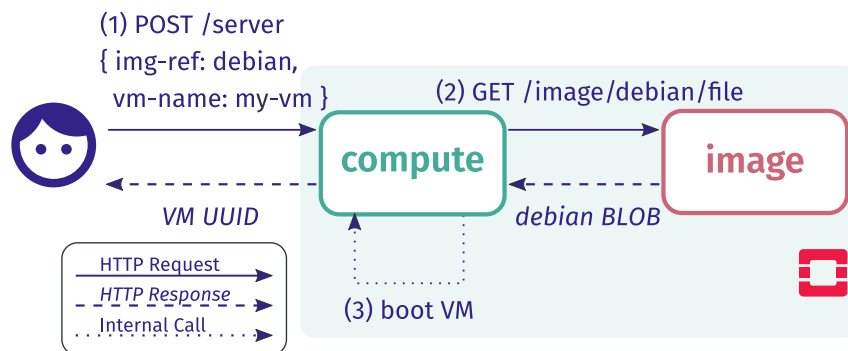 (1) POST /server
{ img-ref: debian,
vm-name: my-vm }
(2) GET /image/debian/file
compute
image
VM UUID
debian BLOB
(3) boot VM
HTTP Request
HTTP Response
Internal Call